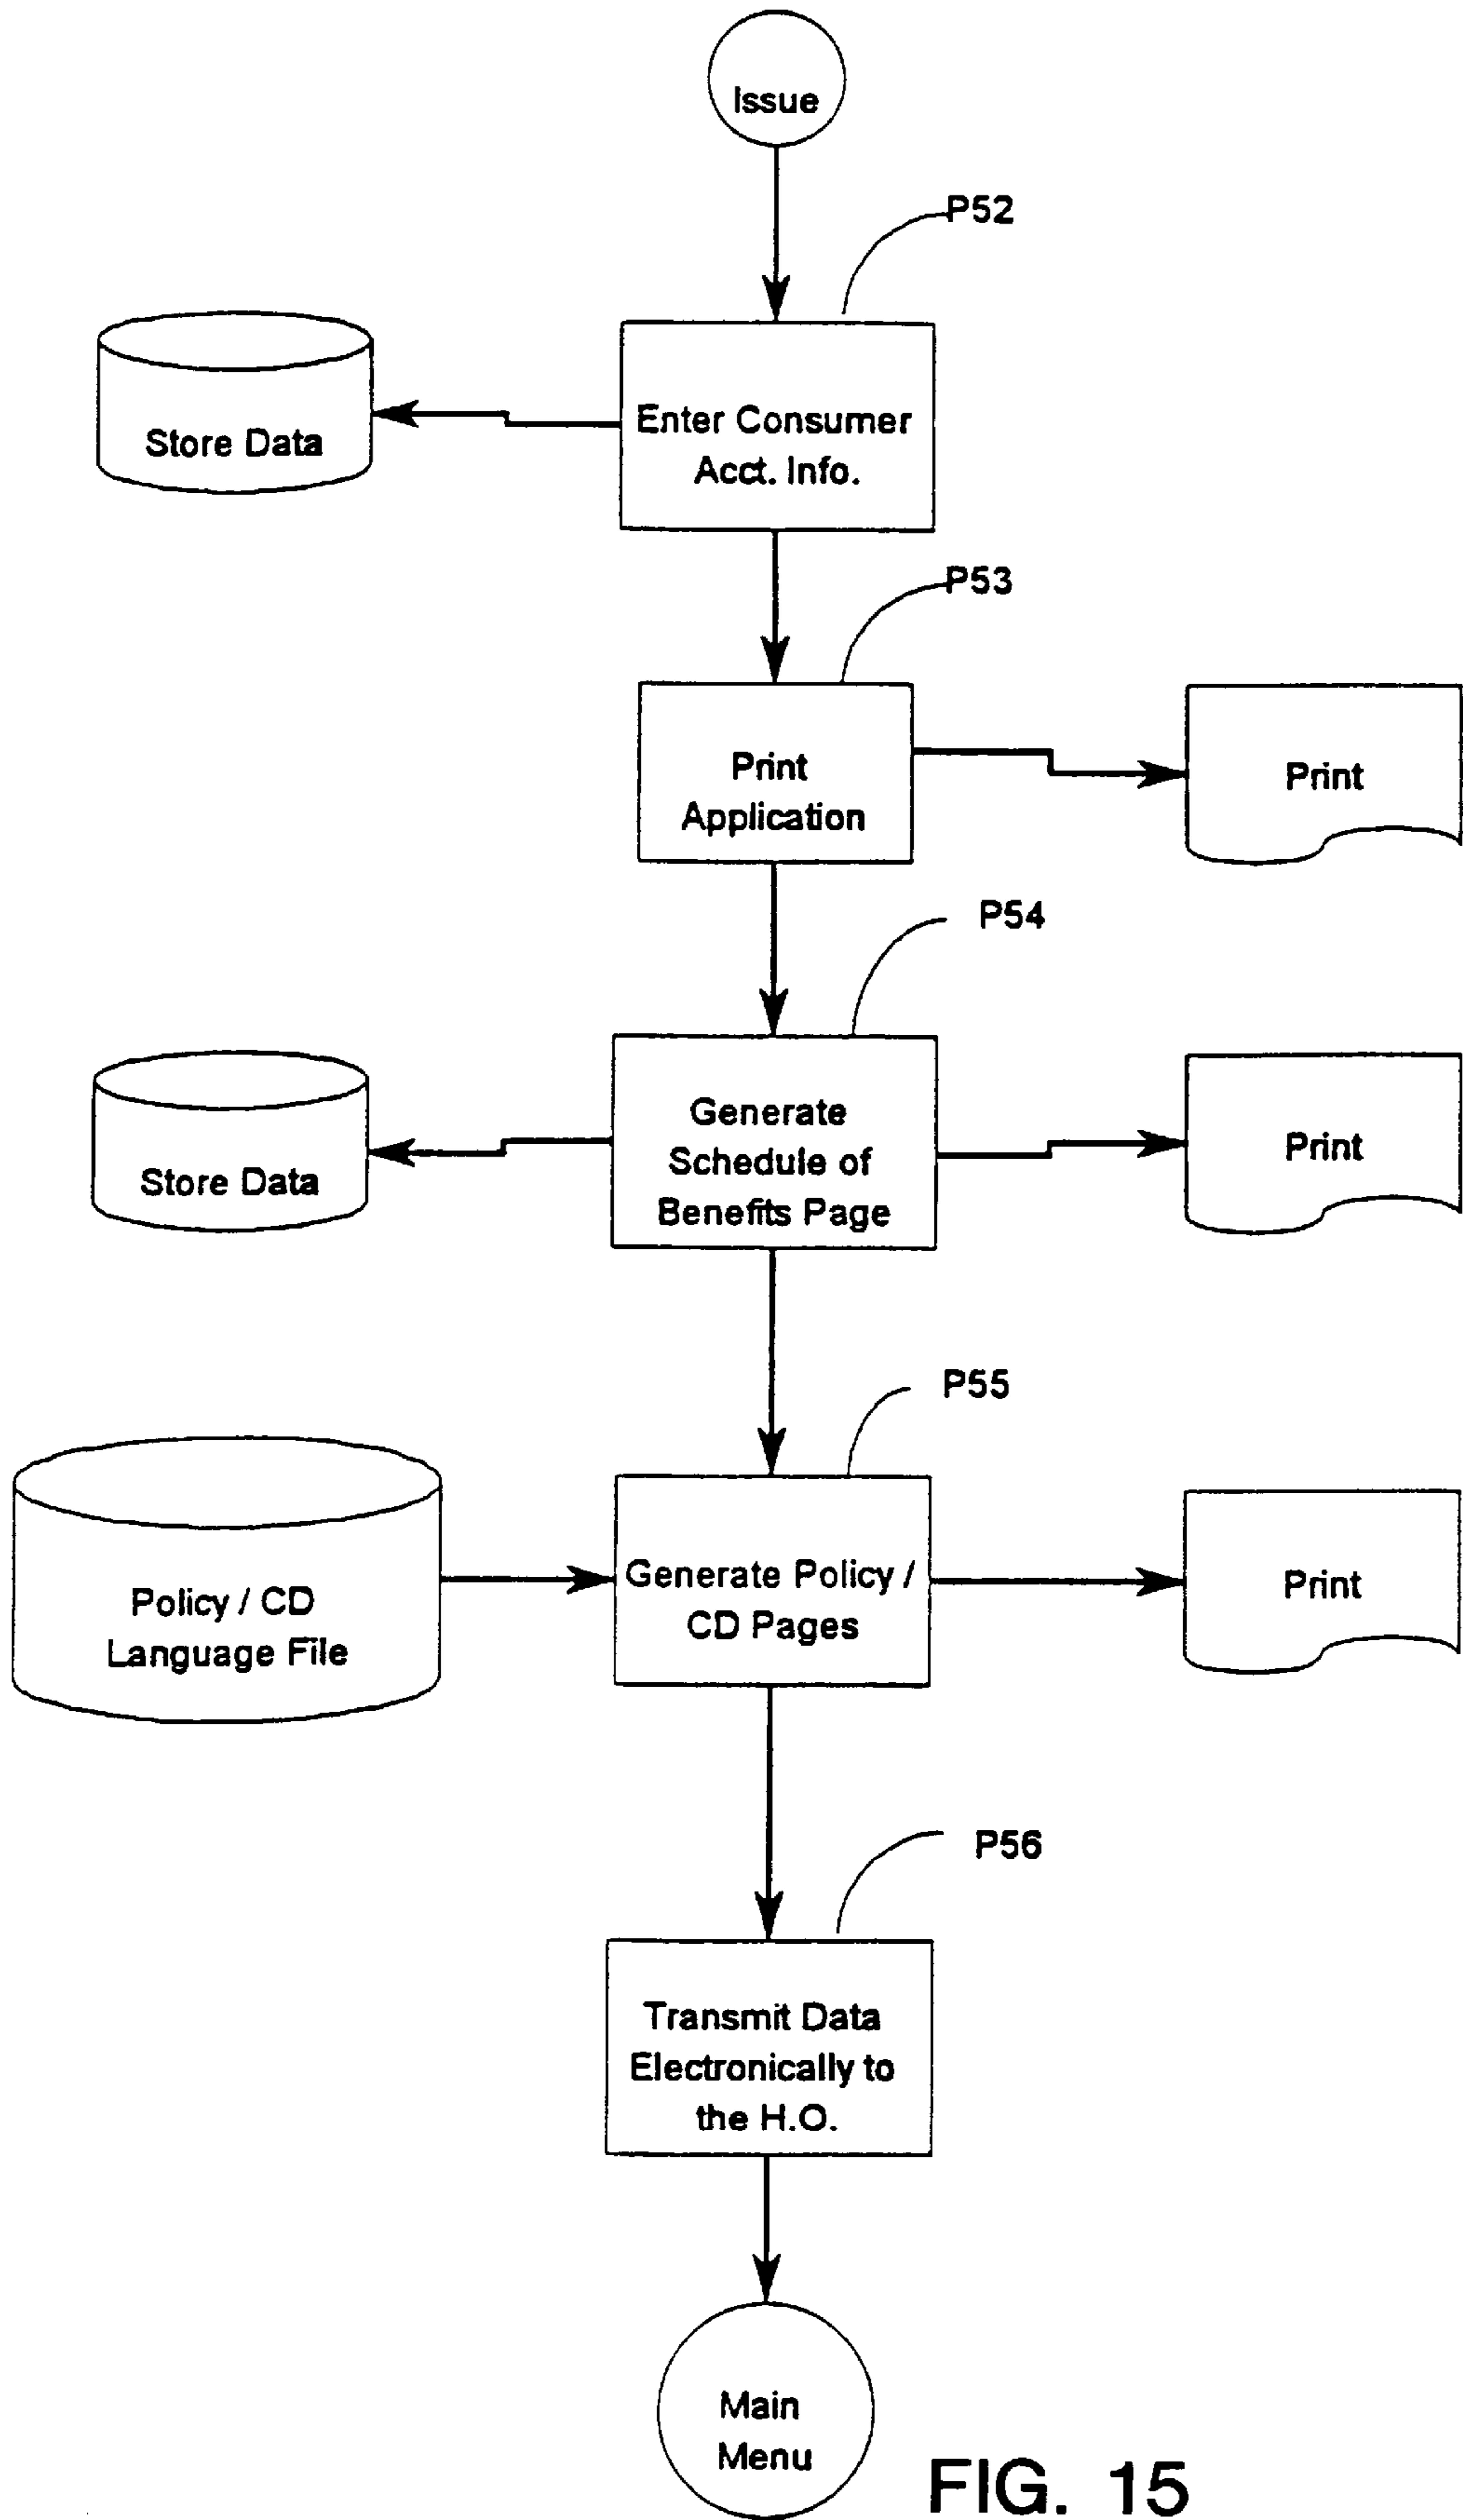 Issue
P52
Store Data
Enter Consumer
Acct. Info.
P53
Print
Application
Print
P54
Store Data
Generate
Schedule of
Benefits Page
Print
P55
Policy / CD
Language File
Generate Policy /
CD Pages
Print
P56
Transmit Data
Electronically to
the H.O.
Main
Menu
FIG. 15